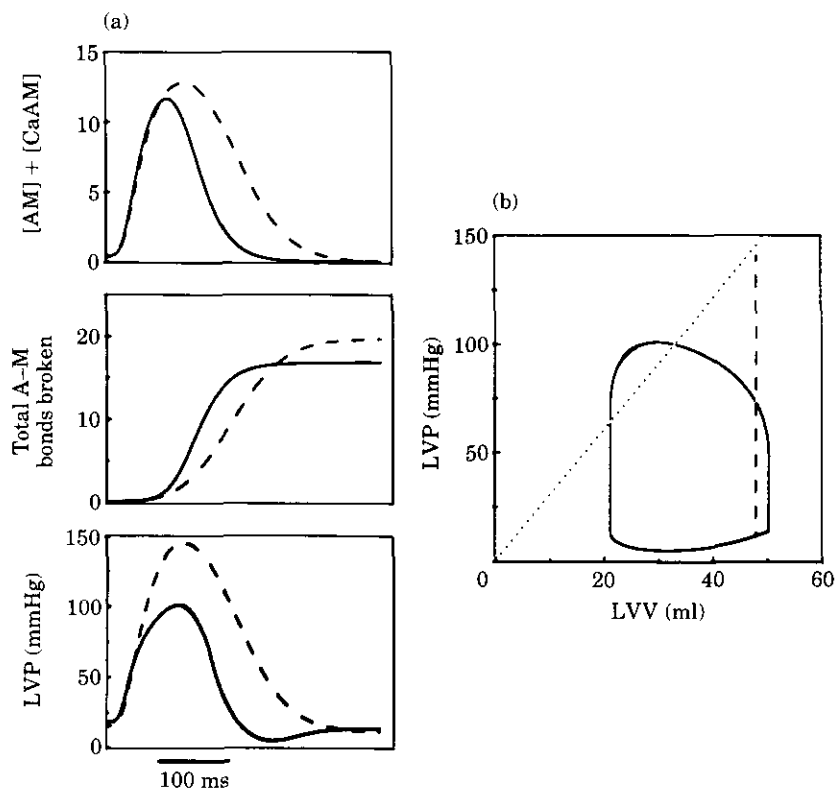 (a)
15
10
5
0
[AM] + [CaAM]
20
10
0
Total A–M
bonds broken
150
100
50
0
LVP (mmHg)
100 ms
(b)
150
100
50
0
20
40
60
LVP (mmHg)
LVV (ml)